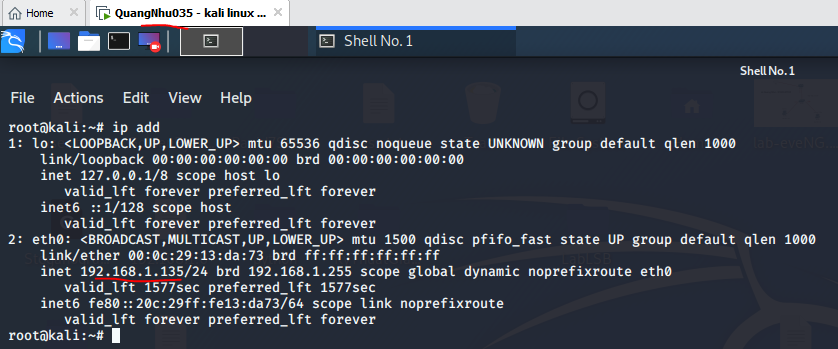 Home
QuangNhu035 - kali linux ...
Shell No. 1
Shell No. 1
File Actions Edit View Help
root@kali:~# ip add
1: lo: <LOOPBACK,UP,LOWER_UP> mtu 65536 qdisc noqueue state UNKNOWN group default qlen 1000
    link/loopback 00:00:00:00:00:00 brd 00:00:00:00:00:00
    inet 127.0.0.1/8 scope host lo
       valid_lft forever preferred_lft forever
    inet6 ::1/128 scope host
       valid_lft forever preferred_lft forever
2: eth0: <BROADCAST,MULTICAST,UP,LOWER_UP> mtu 1500 qdisc pfifo_fast state UP group default qlen 1000
    link/ether 00:0c:29:13:da:73 brd ff:ff:ff:ff:ff:ff
    inet 192.168.1.135/24 brd 192.168.1.255 scope global dynamic noprefixroute eth0
       valid_lft 1577sec preferred_lft 1577sec
    inet6 fe80::20c:29ff:fe13:da73/64 scope link noprefixroute
       valid_lft forever preferred_lft forever
root@kali:~#